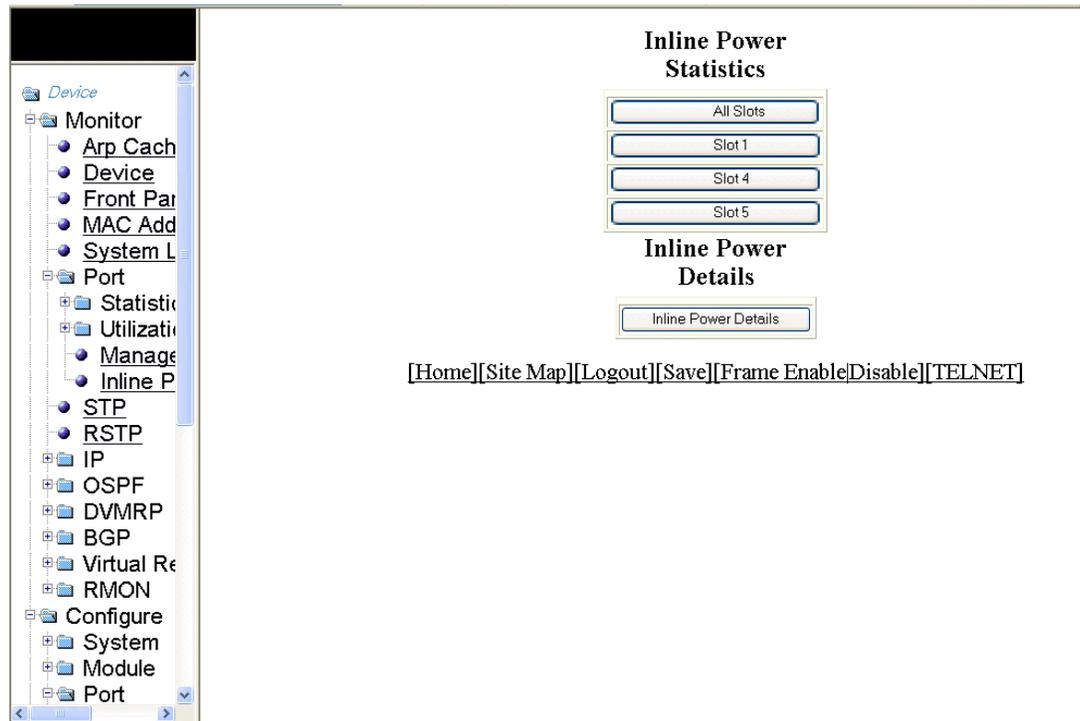 Device
Monitor
Arp Cach
Device
Front Par
MAC Add
System L
Port
Statistic
Utilizati
Manage
Inline P
STP
RSTP
IP
OSPF
DVMRP
BGP
Virtual Re
RMON
Configure
System
Module
Port
Inline Power
Statistics
All Slots
Slot 1
Slot 4
Slot 5
Inline Power
Details
Inline Power Details
[Home][Site Map][Logout][Save][Frame Enable|Disable][TELNET]